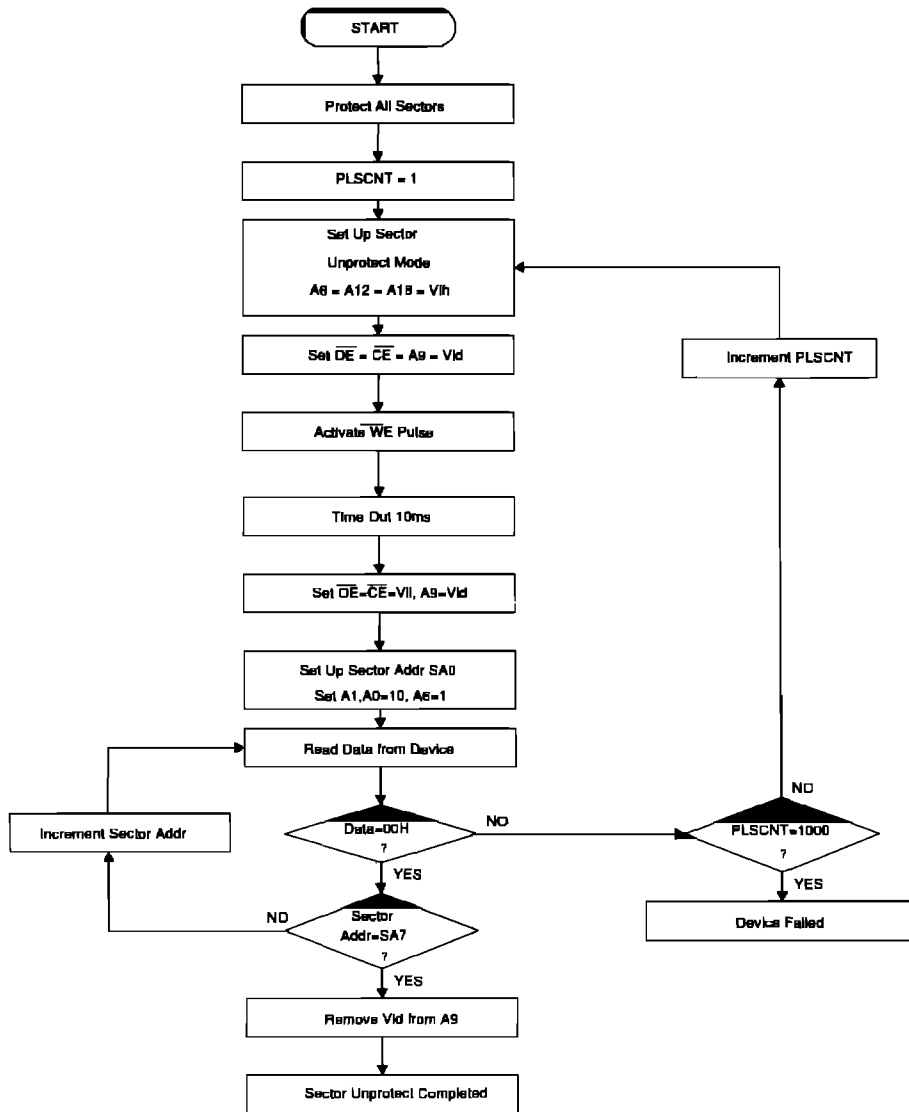 START
Protect All Sectors
PLSCNT = 1
Set Up Sector
Unprotect Mode
A6 = A12 = A16 = Vih
Set OE = CE = A9 = Vid
Increment PLSCNT
Activate WE Pulse
Time Out 10ms
Set OE=CE=Vil, A9=Vid
Set Up Sector Addr SA0
Set A1,A0=10, A6=1
Read Data from Device
Increment Sector Addr
Data=00H
?
NO
YES
NO
PLSCNT=1000
?
YES
Device Failed
NO
Sector
Addr=SA7
?
YES
Remove Vid from A9
Sector Unprotect Completed